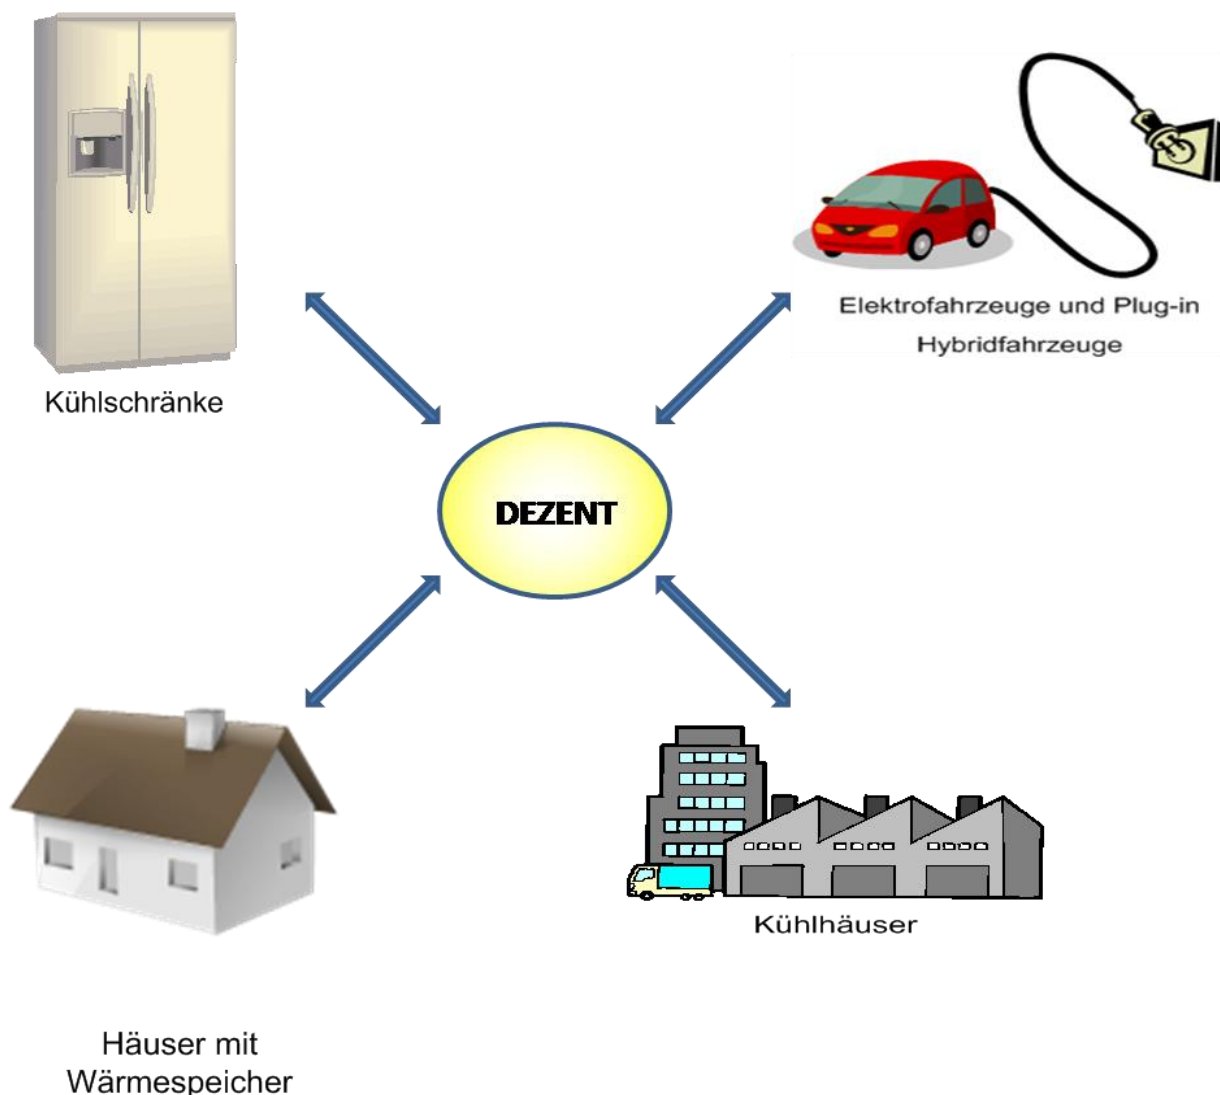 Elektrofahrzeuge und Plug-in
Hybridfahrzeuge
Kühlschränke
DEZENT
Kühlhäuser
Häuser mit
Wärmespeicher